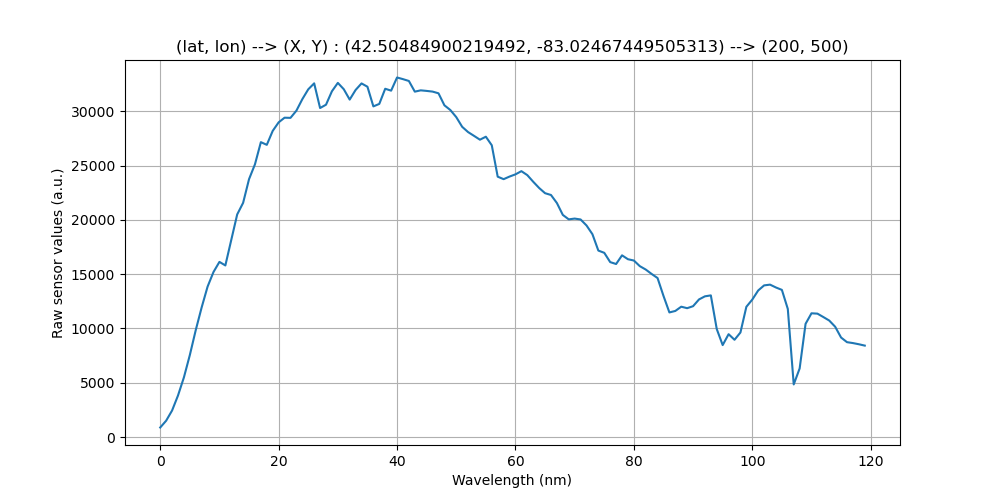 (lat, lon) --> (X, Y) : (42.50484900219492, -83.02467449505313) --> (200, 500)
Raw sensor values (a.u.)
30000
25000
20000
15000
10000
5000
0
0 20 40 60 80 100 120
Wavelength (nm)